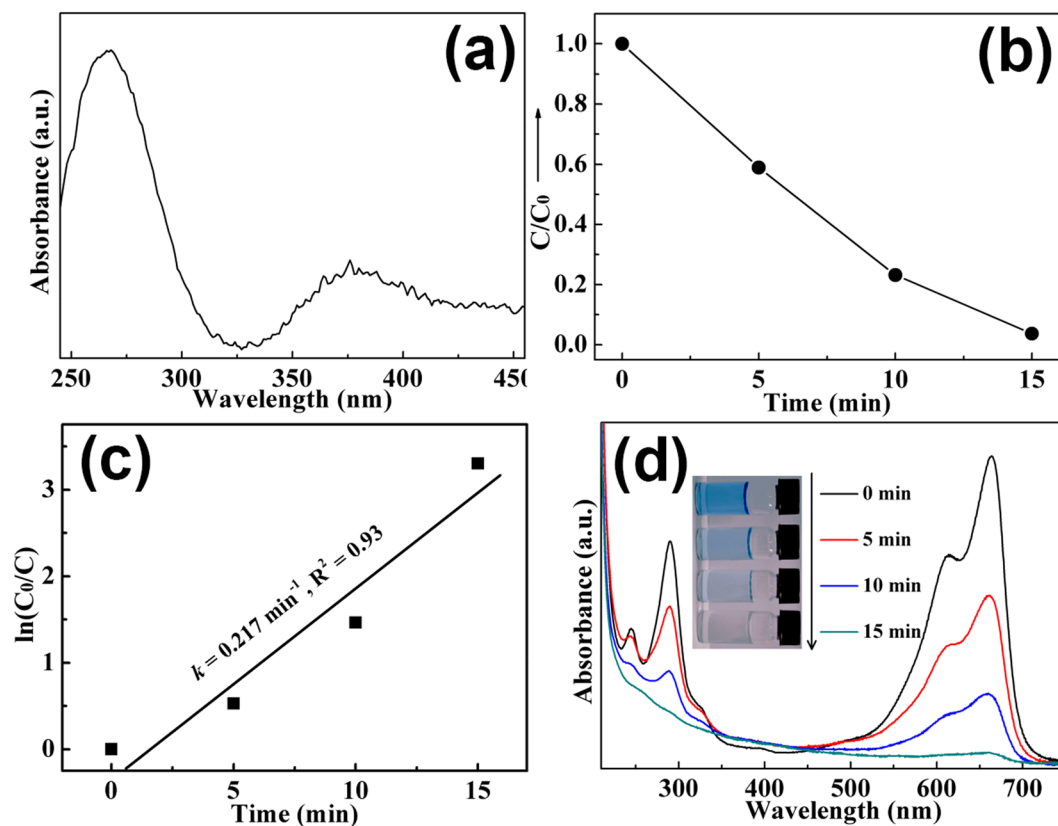 (a)
Absorbance (a.u.)
250 300 350 400 450
Wavelength (nm)
(b)
C/C₀
1.0
0.8
0.6
0.4
0.2
0.0
0 5 10 15
Time (min)
(c)
ln(C₀/C)
3
2
1
0
k = 0.217 min⁻¹, R² = 0.93
0 5 10 15
Time (min)
(d)
Absorbance (a.u.)
0 min
5 min
10 min
15 min
300 400 500 600 700
Wavelength (nm)